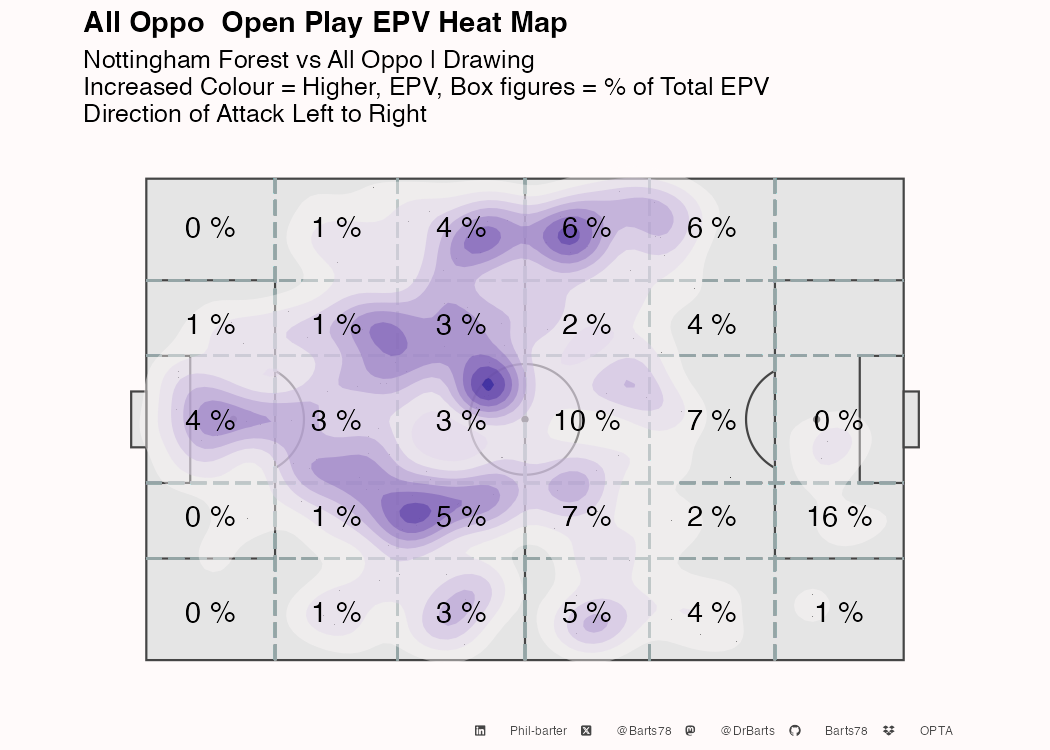 All Oppo  Open Play EPV Heat Map
Nottingham Forest vs All Oppo | Drawing
Increased Colour = Higher, EPV, Box figures = % of Total EPV
Direction of Attack Left to Right
0 % 1 % 4 % 6 % 6 %
1 % 1 % 3 % 2 % 4 %
4 % 3 % 3 % 10 % 7 % 0 %
0 % 1 % 5 % 7 % 2 % 16 %
0 % 1 % 3 % 5 % 4 % 1 %
Phil-barter @Barts78 @DrBarts Barts78 OPTA